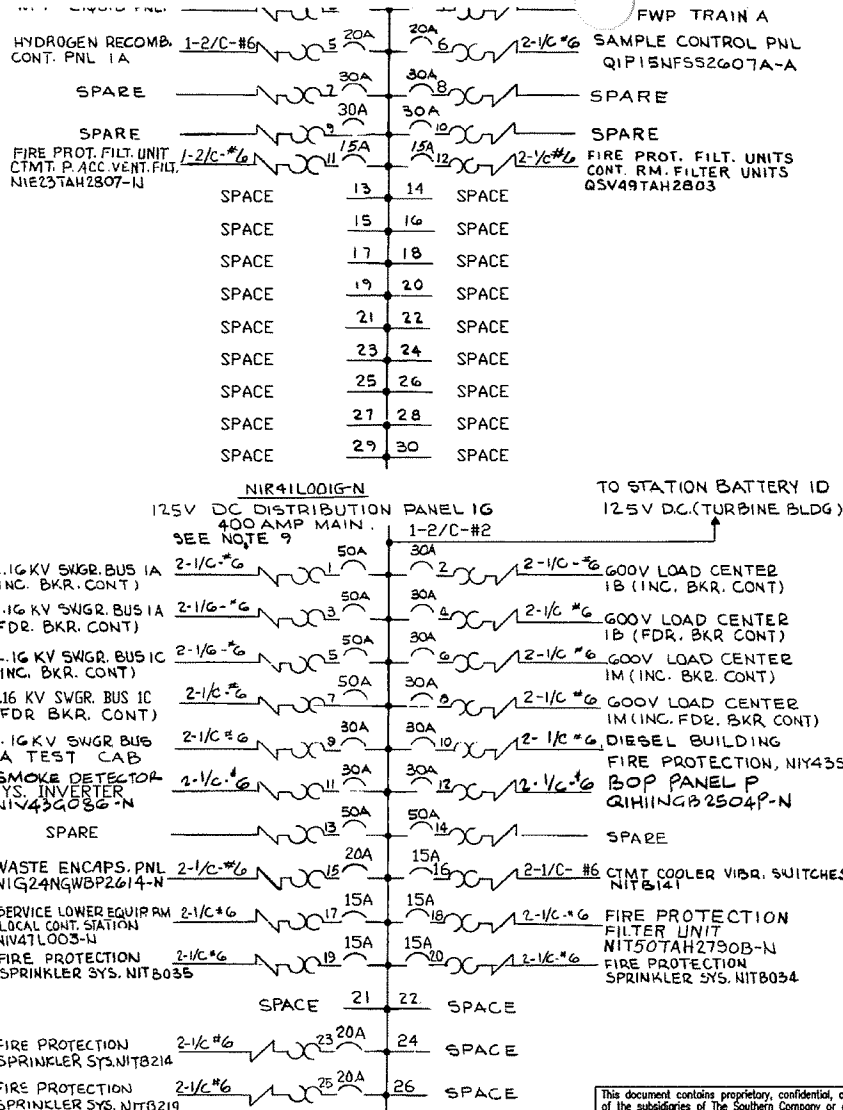 FWP TRAIN A
HYDROGEN RECOMB.
CONT. PNL 1A
1-2/C-#6
5
20A
20A
6
2-1/C #6
SAMPLE CONTROL PNL
Q1P15NFSS2607A-A
SPARE
7
30A
30A
8
SPARE
SPARE
9
30A
30A
10
SPARE
FIRE PROT. FILT. UNIT
CTMT. P. ACC. VENT. FILT.
N1E23TAH2807-N
1-2/C-#6
11
15A
15A
12
2-1/C#6
FIRE PROT. FILT. UNITS
CONT. RM. FILTER UNITS
QSV49TAH2803
SPACE 13 14 SPACE
SPACE 15 16 SPACE
SPACE 17 18 SPACE
SPACE 19 20 SPACE
SPACE 21 22 SPACE
SPACE 23 24 SPACE
SPACE 25 26 SPACE
SPACE 27 28 SPACE
SPACE 29 30 SPACE
N1R41L001G-N
125V DC DISTRIBUTION PANEL 1G
400 AMP MAIN.
SEE NOTE 9
1-2/C-#2
TO STATION BATTERY 1D
125V D.C. (TURBINE BLDG)
.16 KV SWGR. BUS 1A
INC. BKR. CONT)
2-1/C-#6
1
50A
30A
2
2-1/C-#6
600V LOAD CENTER
1B (INC. BKR. CONT)
.16 KV SWGR. BUS 1A
FDR. BKR. CONT)
2-1/6-#6
3
50A
30A
4
2-1/C #6
600V LOAD CENTER
1B (FDR. BKR CONT)
.16 KV SWGR. BUS 1C
INC. BKR. CONT)
2-1/6-#6
5
50A
30A
6
2-1/C #6
600V LOAD CENTER
1M (INC. BKR. CONT)
.16 KV SWGR. BUS 1C
FDR BKR. CONT)
2-1/C-#6
7
50A
30A
8
2-1/C #6
600V LOAD CENTER
1M (INC. FDR. BKR CONT)
.16KV SWGR BUS
A TEST CAB
2-1/C #6
9
30A
30A
10
2-1/C #6
DIESEL BUILDING
FIRE PROTECTION, N1Y435
SMOKE DETECTOR
SYS. INVERTER
N1V43G086-N
2-1/C-#6
11
30A
30A
12
2-1/C-#6
BOP PANEL P
Q1H11NGB2504P-N
SPARE
13
50A
50A
14
SPARE
WASTE ENCAPS. PNL
N1G24NGWBP2614-N
2-1/C-#6
15
20A
15A
16
2-1/C- #6
CTMT COOLER VIBR. SWITCHES
N1TB141
SERVICE LOWER EQUIP RM
LOCAL CONT. STATION
N1V47L003-N
2-1/C #6
17
15A
15A
18
2-1/C-#6
FIRE PROTECTION
FILTER UNIT
N1T50TAH2790B-N
FIRE PROTECTION
SPRINKLER SYS. N1TB035
2-1/C #6
19
15A
15A
20
2-1/C-#6
FIRE PROTECTION
SPRINKLER SYS. N1TB034
SPACE 21 22 SPACE
FIRE PROTECTION
SPRINKLER SYS. N1TB214
2-1/C #6
23
20A
24
SPACE
FIRE PROTECTION
SPRINKLER SYS. N1TB219
2-1/C #6
25
20A
26
SPACE
This document contains proprietary, confidential,
of the subsidiaries of The Southern Company or